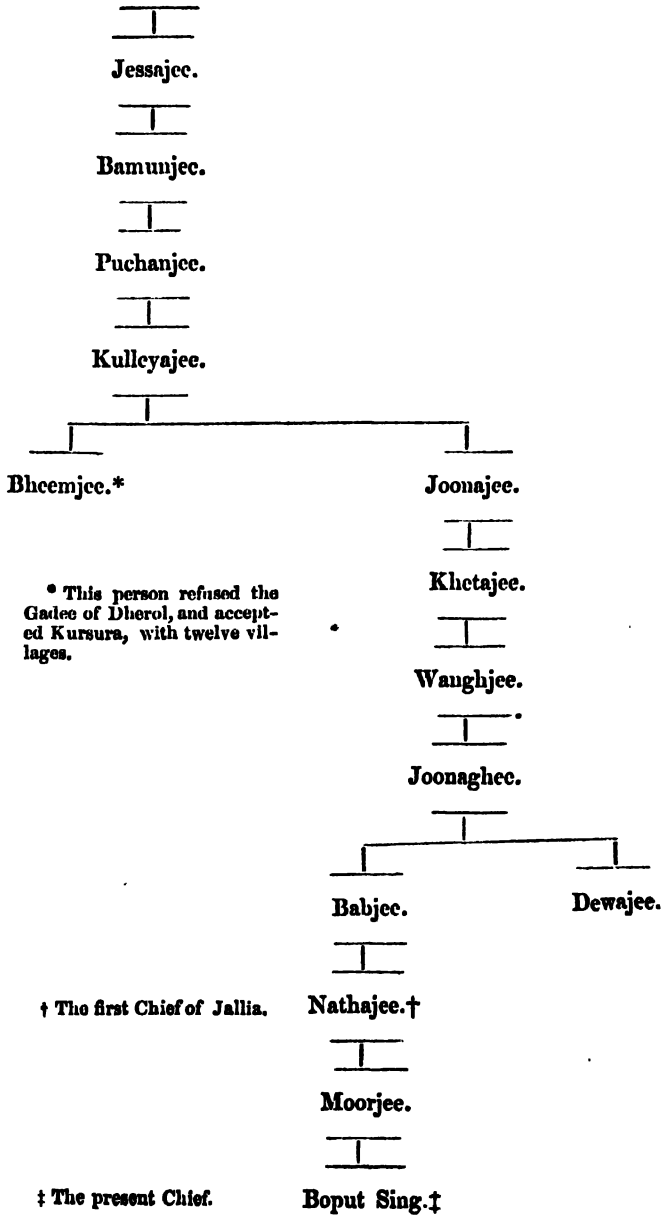 Jessajee.
Bamunjee.
Puchanjee.
Kulleyajee.
Bheemjee.* Joonajee.
Khetajee.
* This person refused the
Gadee of Dherol, and accept-
ed Kursura, with twelve vil-
lages.
Waughjee.
Joonaghee.
Babjee. Dewajee.
† The first Chief of Jallia. Nathajee.†
Moorjee.
‡ The present Chief. Boput Sing.‡